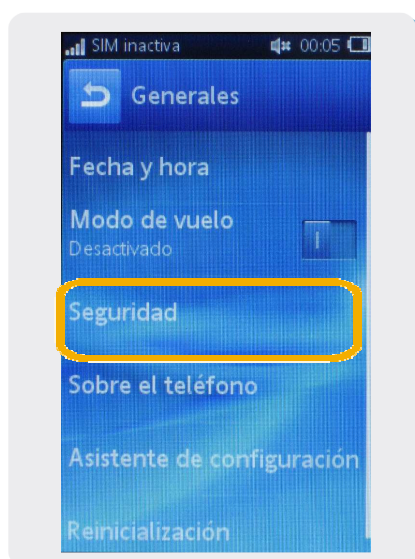 SIM inactiva 00:05
Generales
Fecha y hora
Modo de vuelo
Desactivado
Seguridad
Sobre el teléfono
Asistente de configuración
Reinicialización